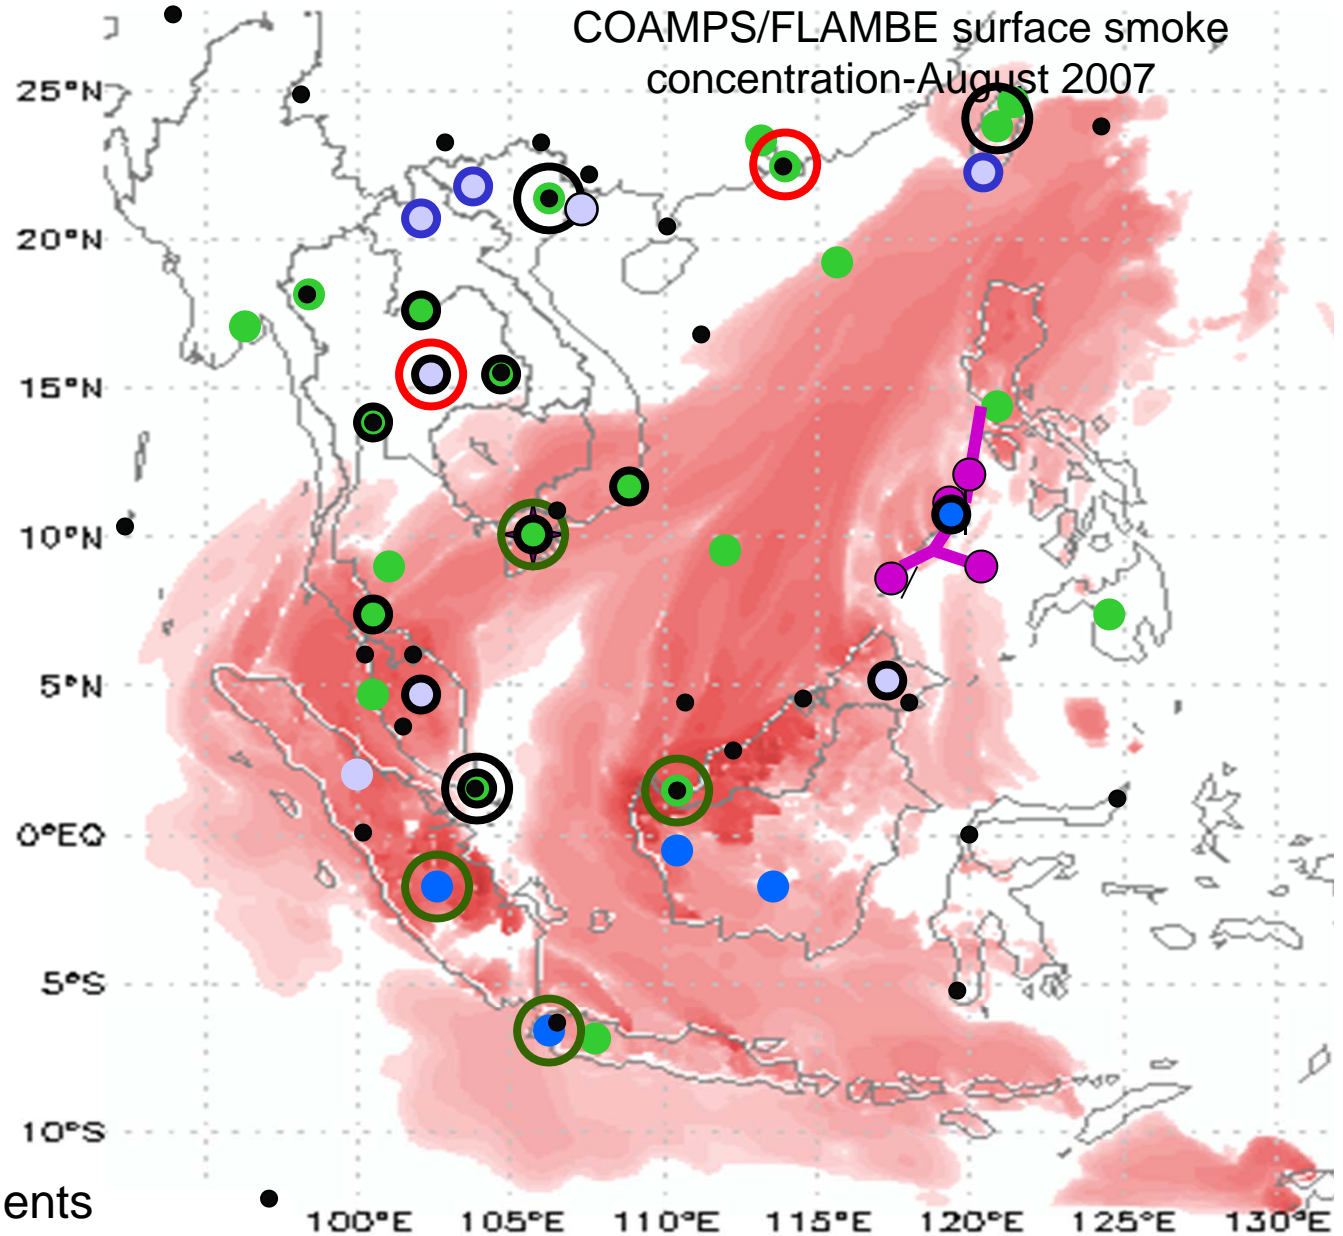 COAMPS/FLAMBE surface smoke
concentration-August 2007
25°N
20°N
15°N
10°N
5°N
0°EQ
5°S
10°S
ents
100°E 105°E 110°E 115°E 120°E 125°E 130°E